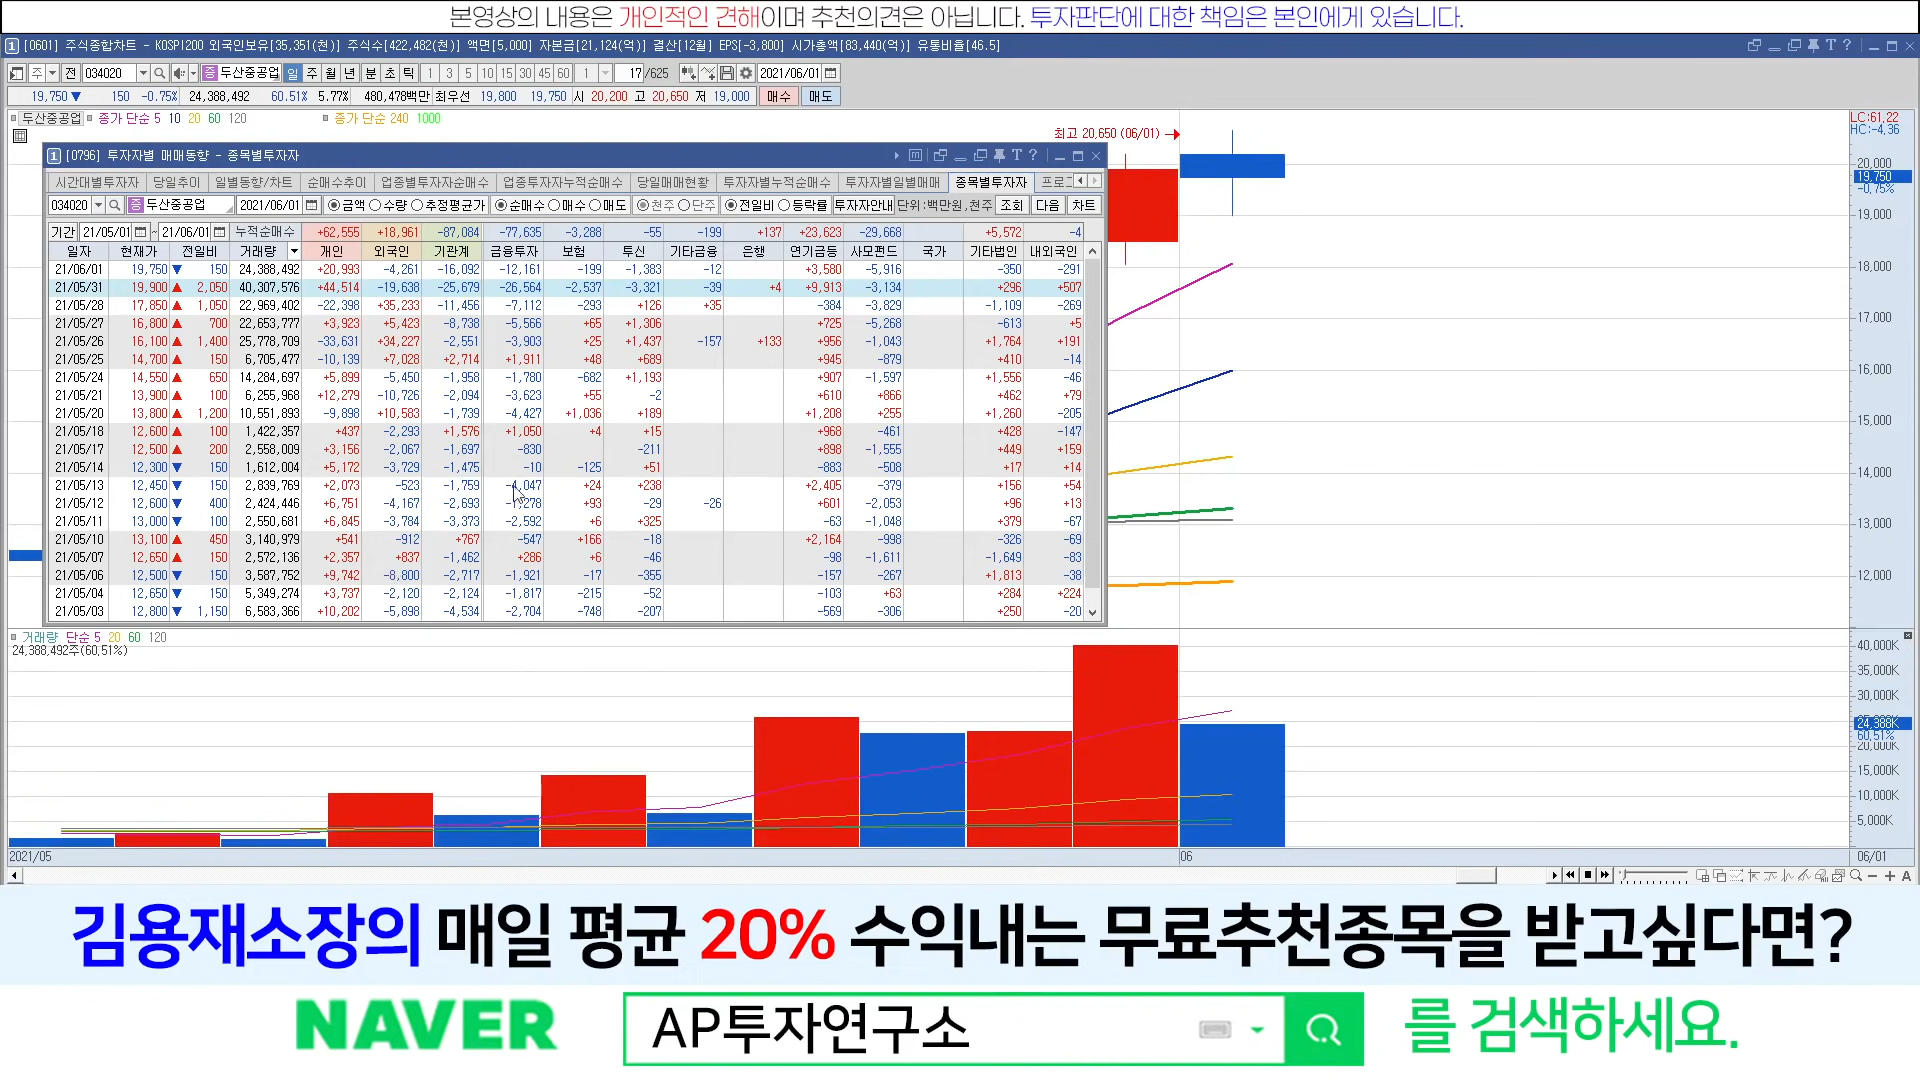 본영상의 내용은 개인적인 견해이며 추천의견은 아닙니다. 투자판단에 대한 책임은 본인에게 있습니다.
1 [0601] 주식종합차트 - KOSPI200 외국인보유[35,351(천)] 주식수[422,482(천)] 액면[5,000] 자본금[21,124(억)] 결산[12월] EPS[-3,800] 시가총액[83,440(억)] 유통비율[46.5]
주 전 034020 증 두산중공업 일 주 월 년 분 초 틱 1 3 5 10 15 30 45 60 1 17 /625 2021/06/01
19,750▼ 150 -0.75% 24,388,492 60.51% 5.77% 480,478백만 최우선 19,800 19,750 시 20,200 고 20,650 저 19,000 매수 매도
두산중공업 종가 단순 5 10 20 60 120 종가 단순 240 1000
LC:61.22
HC:-4.36
최고 20,650 (06/01) →
1 [0796] 투자자별 매매동향 - 종목별투자자
시간대별투자자 당일추이 일별동향/차트 순매수추이 업종별투자자순매수 업종투자자누적순매수 당일매매현황 투자자별누적순매수 투자자별일별매매 종목별투자자 프로그
034020 증 두산중공업 2021/06/01 금액 수량 추정평균가 순매수 매수 매도 천주 단주 전일비 등락률 투자자안내 단위:백만원,천주 조회 다음 차트
기간 21/05/01 ~ 21/06/01 누적순매수 +62,555 +18,961 -87,084 -77,635 -3,288 -55 -199 +137 +23,623 -29,668 +5,572 -4
일자 현재가 전일비 거래량 개인 외국인 기관계 금융투자 보험 투신 기타금융 은행 연기금등 사모펀드 국가 기타법인 내외국인
21/06/01 19,750 ▼ 150 24,388,492 +20,993 -4,261 -16,092 -12,161 -199 -1,383 -12 +3,580 -5,916 -350 -291
21/05/31 19,900 ▲ 2,050 40,307,576 +44,514 -19,638 -25,679 -26,564 -2,537 -3,321 -39 +4 +9,913 -3,134 +296 +507
21/05/28 17,850 ▲ 1,050 22,969,402 -22,398 +35,233 -11,456 -7,112 -293 +126 +35 -384 -3,829 -1,109 -269
21/05/27 16,800 ▲ 700 22,653,777 +3,923 +5,423 -8,738 -5,566 +65 +1,306 +725 -5,268 -613 +5
21/05/26 16,100 ▲ 1,400 25,778,709 -33,631 +34,227 -2,551 -3,903 +25 +1,437 -157 +133 +956 -1,043 +1,764 +191
21/05/25 14,700 ▲ 150 6,705,477 -10,139 +7,028 +2,714 +1,911 +48 +689 +945 -879 +410 -14
21/05/24 14,550 ▲ 650 14,284,697 +5,899 -5,450 -1,958 -1,780 -682 +1,193 +907 -1,597 +1,556 -46
21/05/21 13,900 ▲ 100 6,255,968 +12,279 -10,726 -2,094 -3,623 +55 -2 +610 +866 +462 +79
21/05/20 13,800 ▲ 1,200 10,551,893 -9,898 +10,583 -1,739 -4,427 +1,036 +189 +1,208 +255 +1,260 -205
21/05/18 12,600 ▲ 100 1,422,357 +437 -2,293 +1,576 +1,050 +4 +15 +968 -461 +428 -147
21/05/17 12,500 ▲ 200 2,558,009 +3,156 -2,067 -1,697 -830 -211 +898 -1,555 +449 +159
21/05/14 12,300 ▼ 150 1,612,004 +5,172 -3,729 -1,475 -10 -125 +51 -883 -508 +17 +14
21/05/13 12,450 ▼ 150 2,839,769 +2,073 -523 -1,759 -4,047 +24 +238 +2,405 -379 +156 +54
21/05/12 12,600 ▼ 400 2,424,446 +6,751 -4,167 -2,693 -1,278 +93 -29 -26 +601 -2,053 +96 +13
21/05/11 13,000 ▼ 100 2,550,681 +6,845 -3,784 -3,373 -2,592 +6 +325 -63 -1,048 +379 -67
21/05/10 13,100 ▲ 450 3,140,979 +541 -912 +767 -547 +166 -18 +2,164 -998 -326 -69
21/05/07 12,650 ▲ 150 2,572,136 +2,357 +837 -1,462 +286 +6 -46 -98 -1,611 -1,649 -83
21/05/06 12,500 ▼ 150 3,587,752 +9,742 -8,800 -2,717 -1,921 -17 -355 -157 -267 +1,813 -38
21/05/04 12,650 ▼ 150 5,349,274 +3,737 -2,120 -2,124 -1,817 -215 -52 -103 +63 +284 +224
21/05/03 12,800 ▼ 1,150 6,583,366 +10,202 -5,898 -4,534 -2,704 -748 -207 -569 -306 +250 -20
20,000
19,750
-0.75%
19,000
18,000
17,000
16,000
15,000
14,000
13,000
12,000
거래량 단순 5 20 60 120
24,388,492주(60.51%)
40,000K
35,000K
30,000K
24,388K
60.51%
20,000K
15,000K
10,000K
5,000K
2021/05 06 06/01
김용재소장의 매일 평균 20% 수익내는 무료추천종목을 받고싶다면?
NAVER AP투자연구소 를 검색하세요.